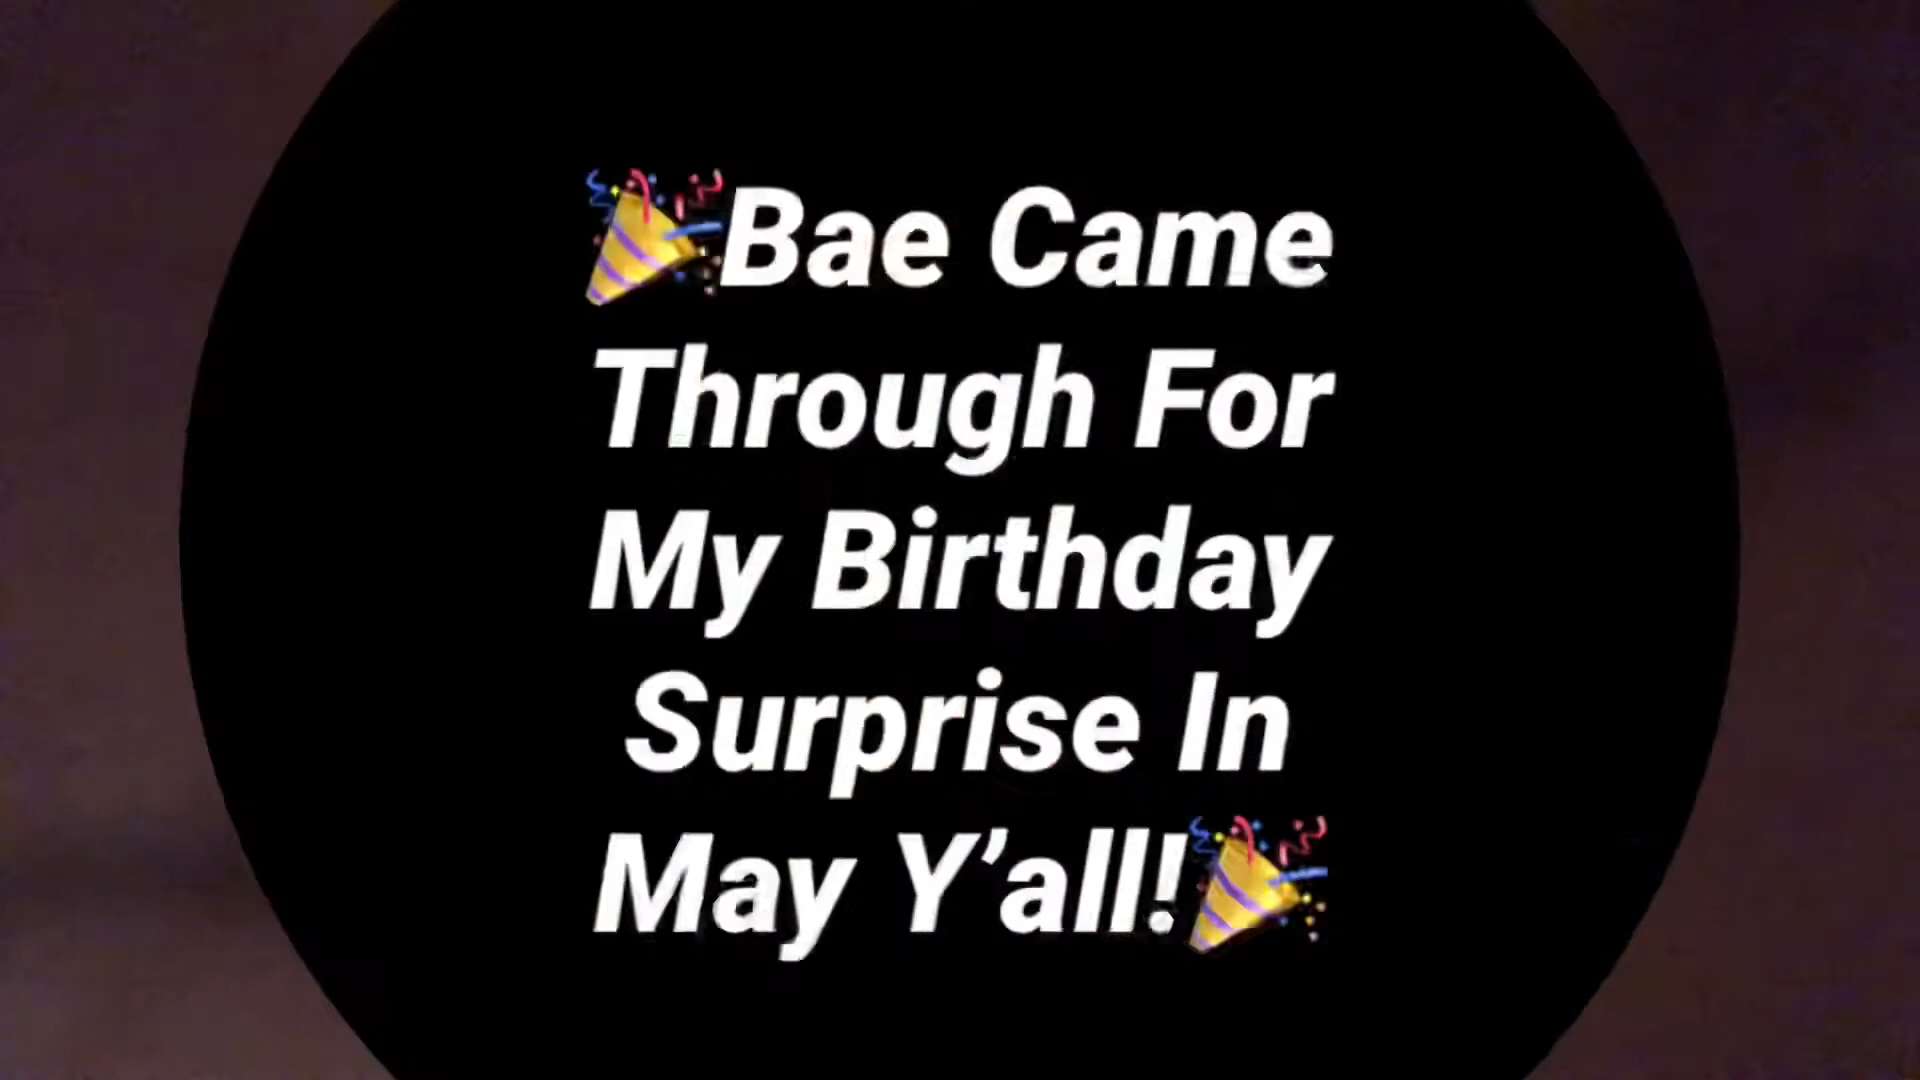 🎉Bae Came
Through For
My Birthday
Surprise In
May Y’all!🎉